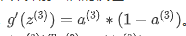 g'(z⁽³⁾) = a⁽³⁾ * (1 − a⁽³⁾)。